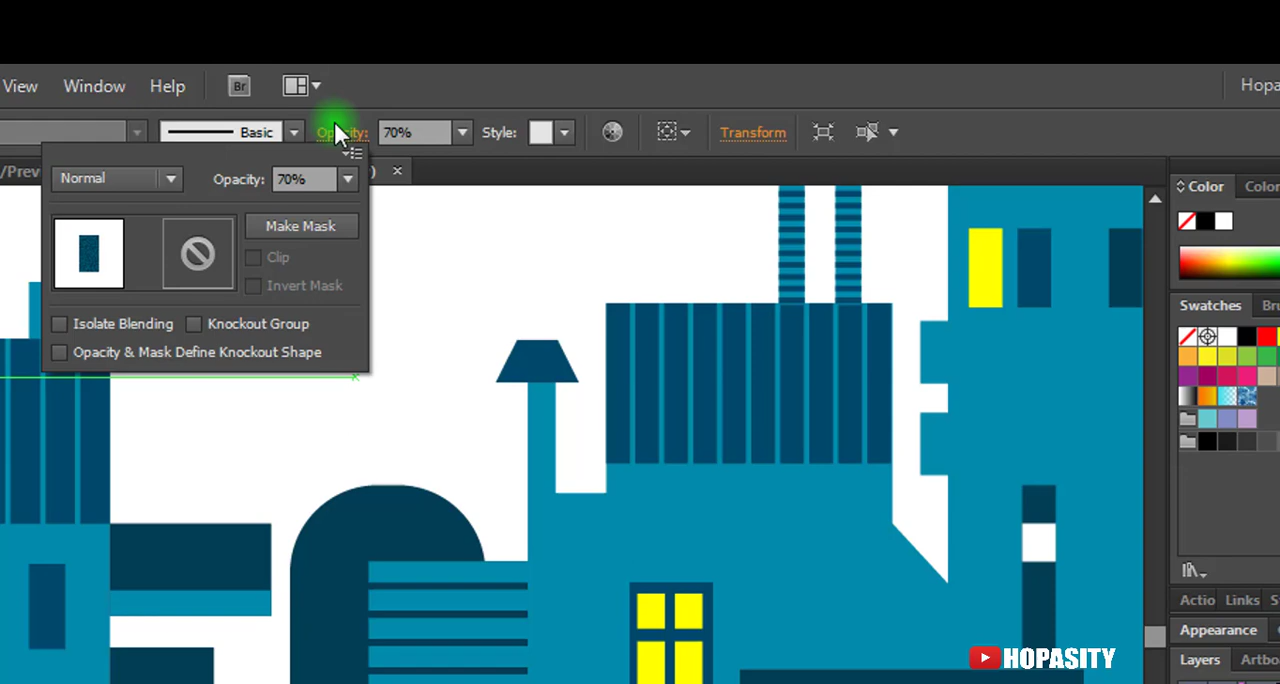 View Window Help Br Hopa
Basic Opacity: 70% Style: Transform
/Prev ) ×
Normal Opacity: 70%
Make Mask
Clip
Invert Mask
Isolate Blending Knockout Group
Opacity & Mask Define Knockout Shape
Color Color
Swatches Bru
Actio Links S
Appearance
Layers Artbo
HOPASITY